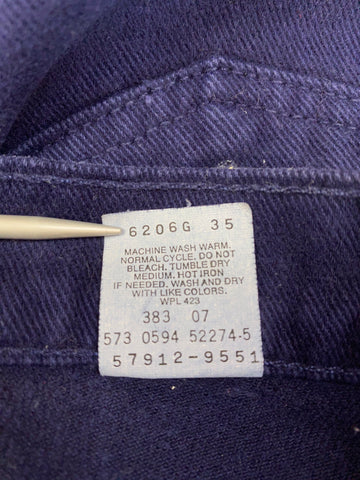 6206G 35
MACHINE WASH WARM.
NORMAL CYCLE. DO NOT
BLEACH. TUMBLE DRY
MEDIUM. HOT IRON
IF NEEDED. WASH AND DRY
WITH LIKE COLORS.
WPL 423
383 07
573 0594 52274-5
57912-9551